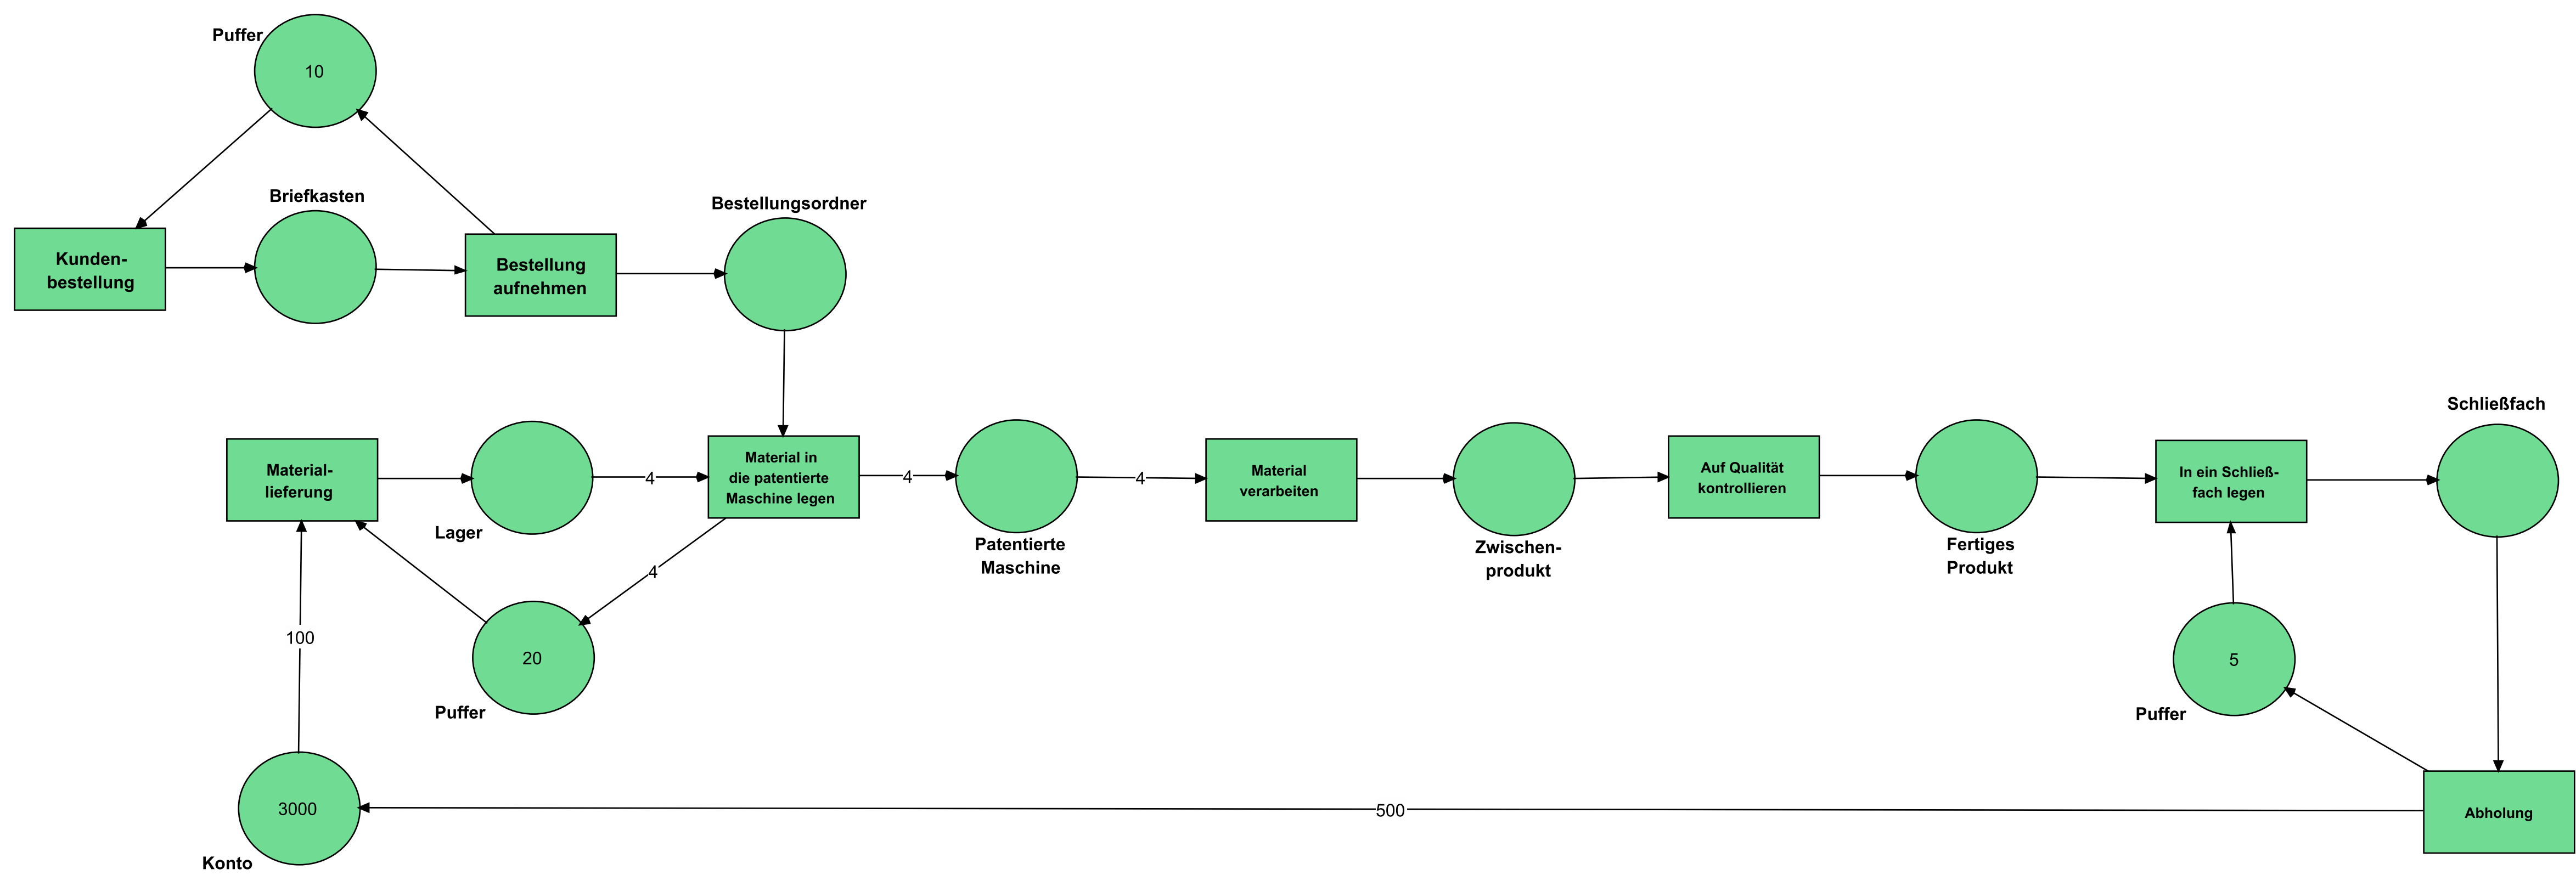 Puffer
10
Briefkasten
Bestellungsordner
Kunden-
bestellung
Bestellung
aufnehmen
Schließfach
Material-
lieferung
4
Material in
die patentierte
Maschine legen
4
4
Material
verarbeiten
Auf Qualität
kontrollieren
In ein Schließ-
fach legen
Lager
Patentierte
Maschine
Zwischen-
produkt
Fertiges
Produkt
4
100
20
5
Puffer
Puffer
3000
500
Abholung
Konto